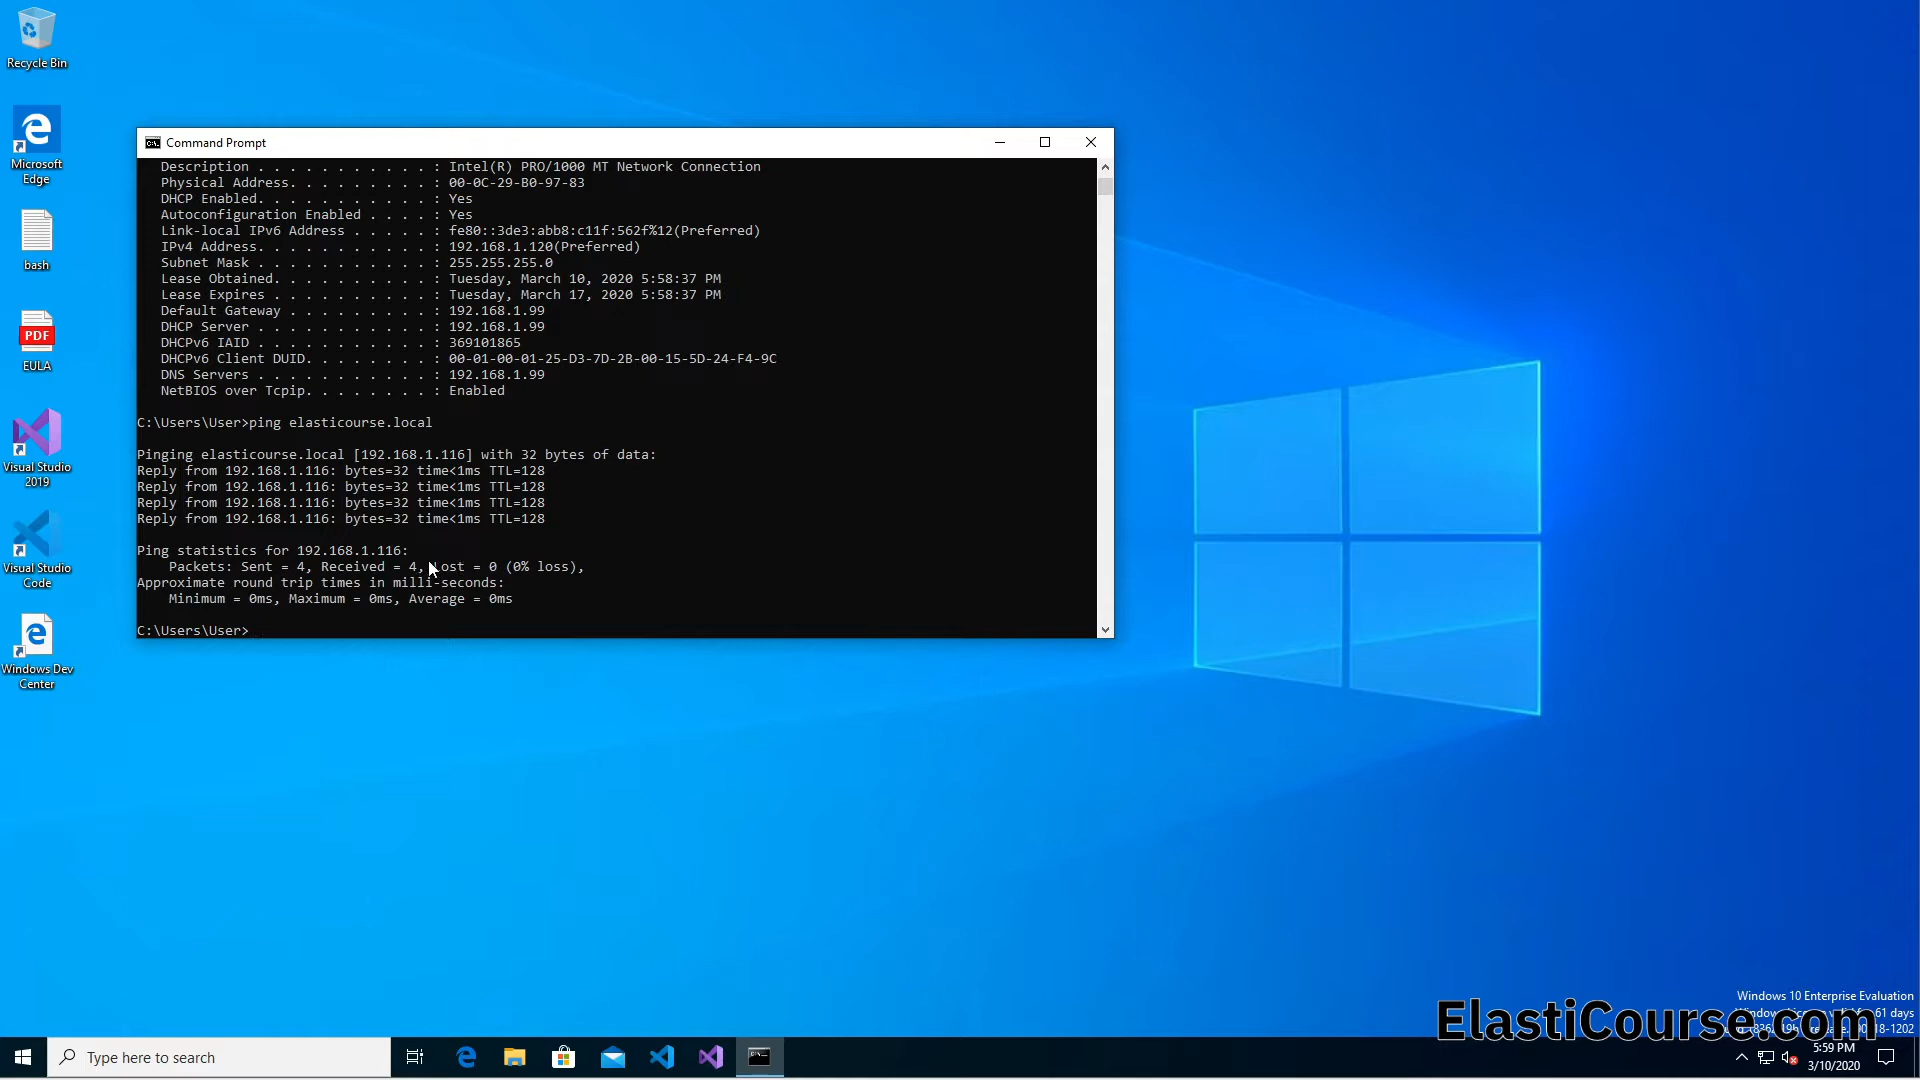 Recycle Bin
Microsoft
Edge
bash
PDF
EULA
Visual Studio
2019
Visual Studio
Code
Windows Dev
Center
Command Prompt
Description . . . . . . . . . . . : Intel(R) PRO/1000 MT Network Connection
Physical Address. . . . . . . . . : 00-0C-29-B0-97-83
DHCP Enabled. . . . . . . . . . . : Yes
Autoconfiguration Enabled . . . . : Yes
Link-local IPv6 Address . . . . . : fe80::3de3:abb8:c11f:562f%12(Preferred)
IPv4 Address. . . . . . . . . . . : 192.168.1.120(Preferred)
Subnet Mask . . . . . . . . . . . : 255.255.255.0
Lease Obtained. . . . . . . . . . : Tuesday, March 10, 2020 5:58:37 PM
Lease Expires . . . . . . . . . . : Tuesday, March 17, 2020 5:58:37 PM
Default Gateway . . . . . . . . . : 192.168.1.99
DHCP Server . . . . . . . . . . . : 192.168.1.99
DHCPv6 IAID . . . . . . . . . . . : 369101865
DHCPv6 Client DUID. . . . . . . . : 00-01-00-01-25-D3-7D-2B-00-15-5D-24-F4-9C
DNS Servers . . . . . . . . . . . : 192.168.1.99
NetBIOS over Tcpip. . . . . . . . : Enabled
C:\Users\User>ping elasticourse.local
Pinging elasticourse.local [192.168.1.116] with 32 bytes of data:
Reply from 192.168.1.116: bytes=32 time<1ms TTL=128
Reply from 192.168.1.116: bytes=32 time<1ms TTL=128
Reply from 192.168.1.116: bytes=32 time<1ms TTL=128
Reply from 192.168.1.116: bytes=32 time<1ms TTL=128
Ping statistics for 192.168.1.116:
Packets: Sent = 4, Received = 4, Lost = 0 (0% loss),
Approximate round trip times in milli-seconds:
Minimum = 0ms, Maximum = 0ms, Average = 0ms
C:\Users\User>
Windows 10 Enterprise Evaluation
61 days
ElastiCourse.com
Type here to search
5:59 PM
3/10/2020